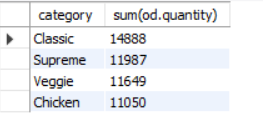 category sum(od.quantity)
Classic 14888
Supreme 11987
Veggie 11649
Chicken 11050